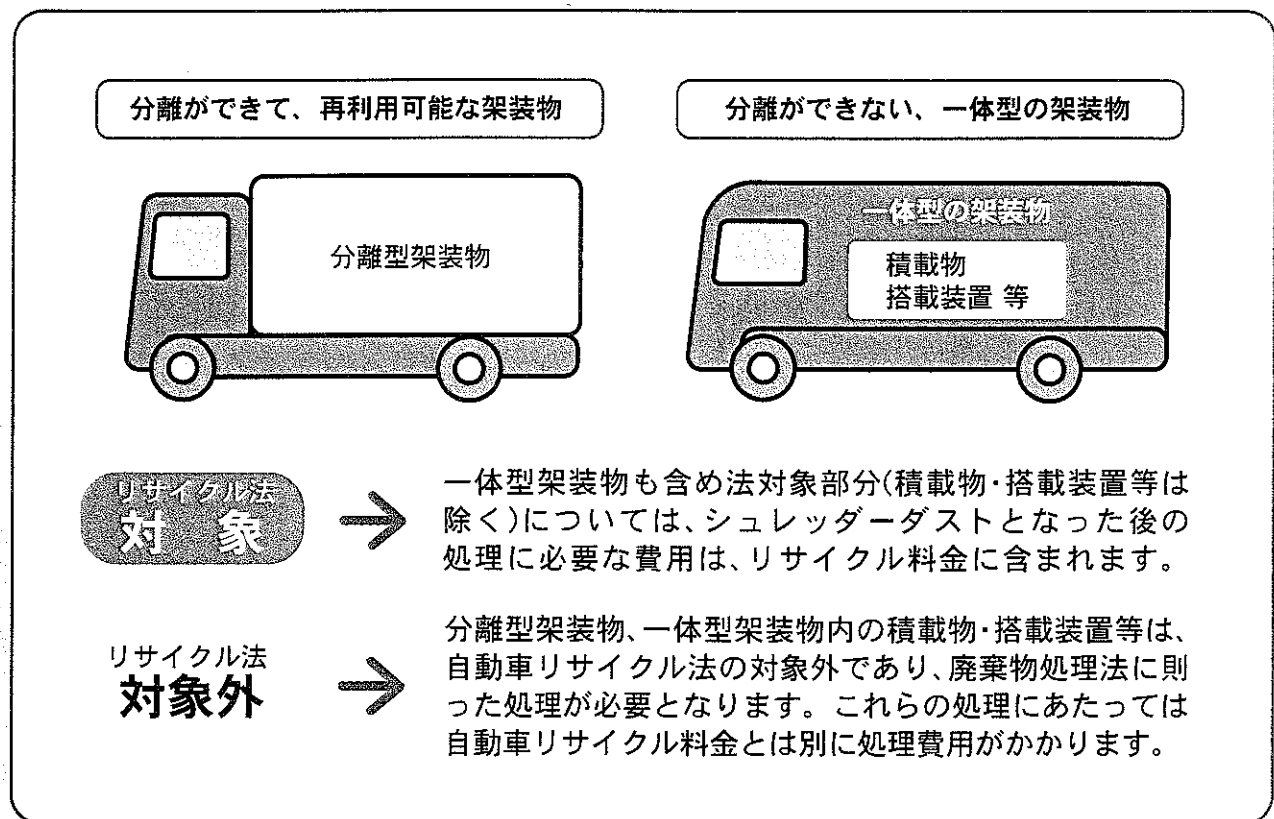 分離ができて、再利用可能な架装物
分離ができない、一体型の架装物
分離型架装物
一体型の架装物
積載物
搭載装置 等
リサイクル法
対 象
一体型架装物も含め法対象部分(積載物・搭載装置等は
除く)については、シュレッダーダストとなった後の
処理に必要な費用は、リサイクル料金に含まれます。
リサイクル法
対象外
分離型架装物、一体型架装物内の積載物・搭載装置等は、
自動車リサイクル法の対象外であり、廃棄物処理法に則
った処理が必要となります。これらの処理にあたっては
自動車リサイクル料金とは別に処理費用がかかります。